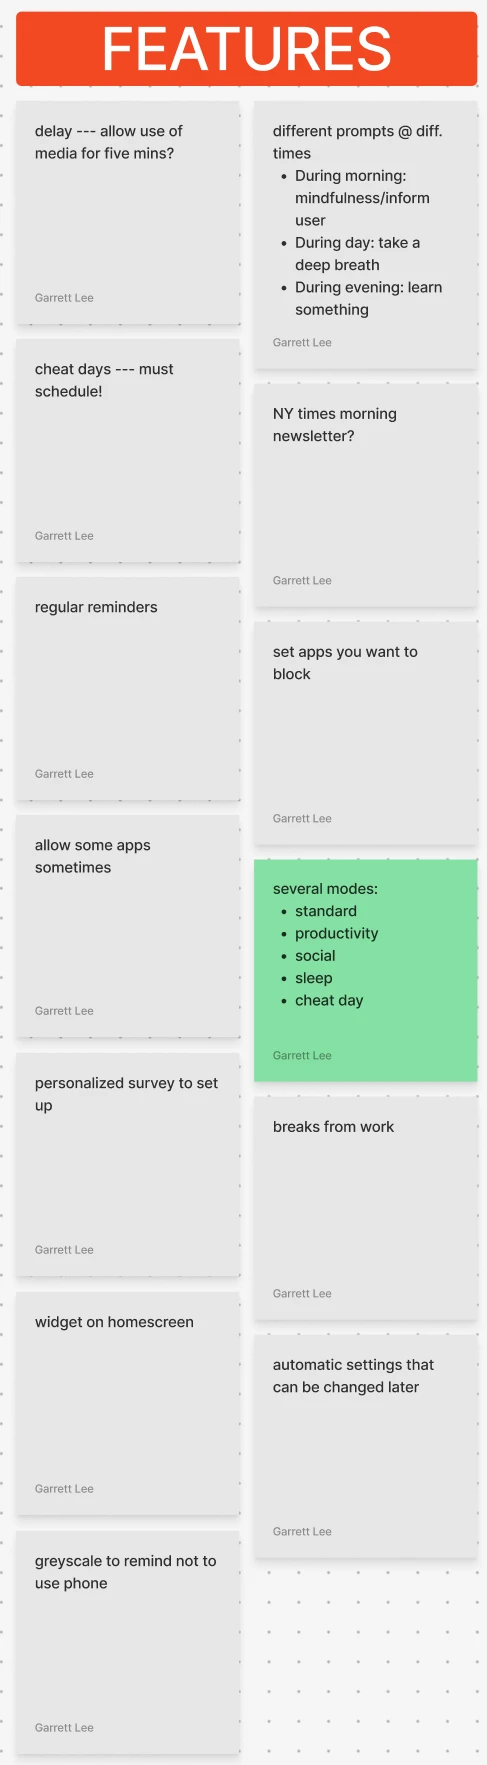 FEATURES
delay --- allow use of
media for five mins?
Garrett Lee
cheat days --- must
schedule!
Garrett Lee
regular reminders
Garrett Lee
allow some apps
sometimes
Garrett Lee
personalized survey to set
up
Garrett Lee
widget on homescreen
Garrett Lee
greyscale to remind not to
use phone
Garrett Lee
different prompts @ diff.
times
• During morning:
mindfulness/inform
user
• During day: take a
deep breath
• During evening: learn
something
Garrett Lee
NY times morning
newsletter?
Garrett Lee
set apps you want to
block
Garrett Lee
several modes:
• standard
• productivity
• social
• sleep
• cheat day
Garrett Lee
breaks from work
Garrett Lee
automatic settings that
can be changed later
Garrett Lee